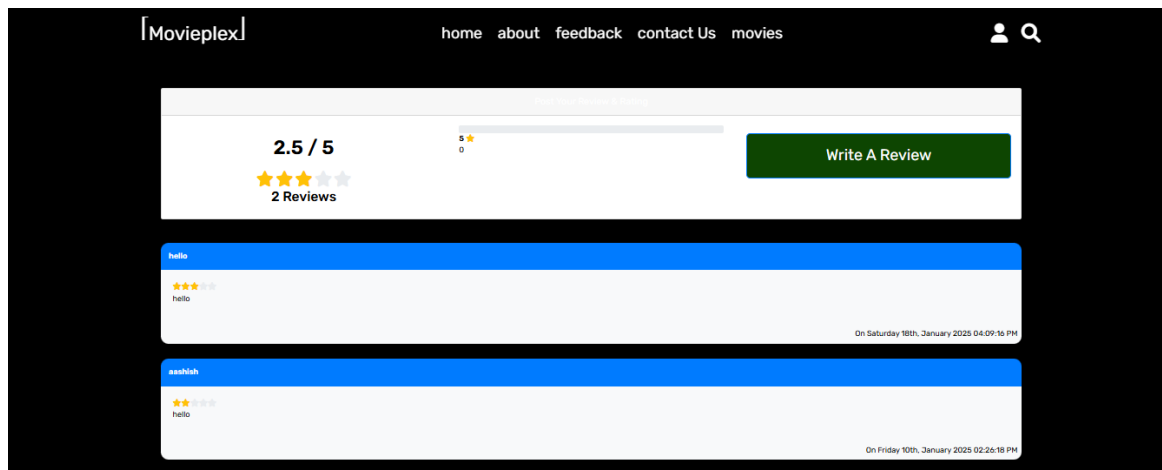 Movieplex
home about feedback contact Us movies
2.5 / 5
2 Reviews
5
0
Write A Review
hello
hello
On Saturday 18th, January 2025 04:09:16 PM
aashish
hello
On Friday 10th, January 2025 02:26:18 PM